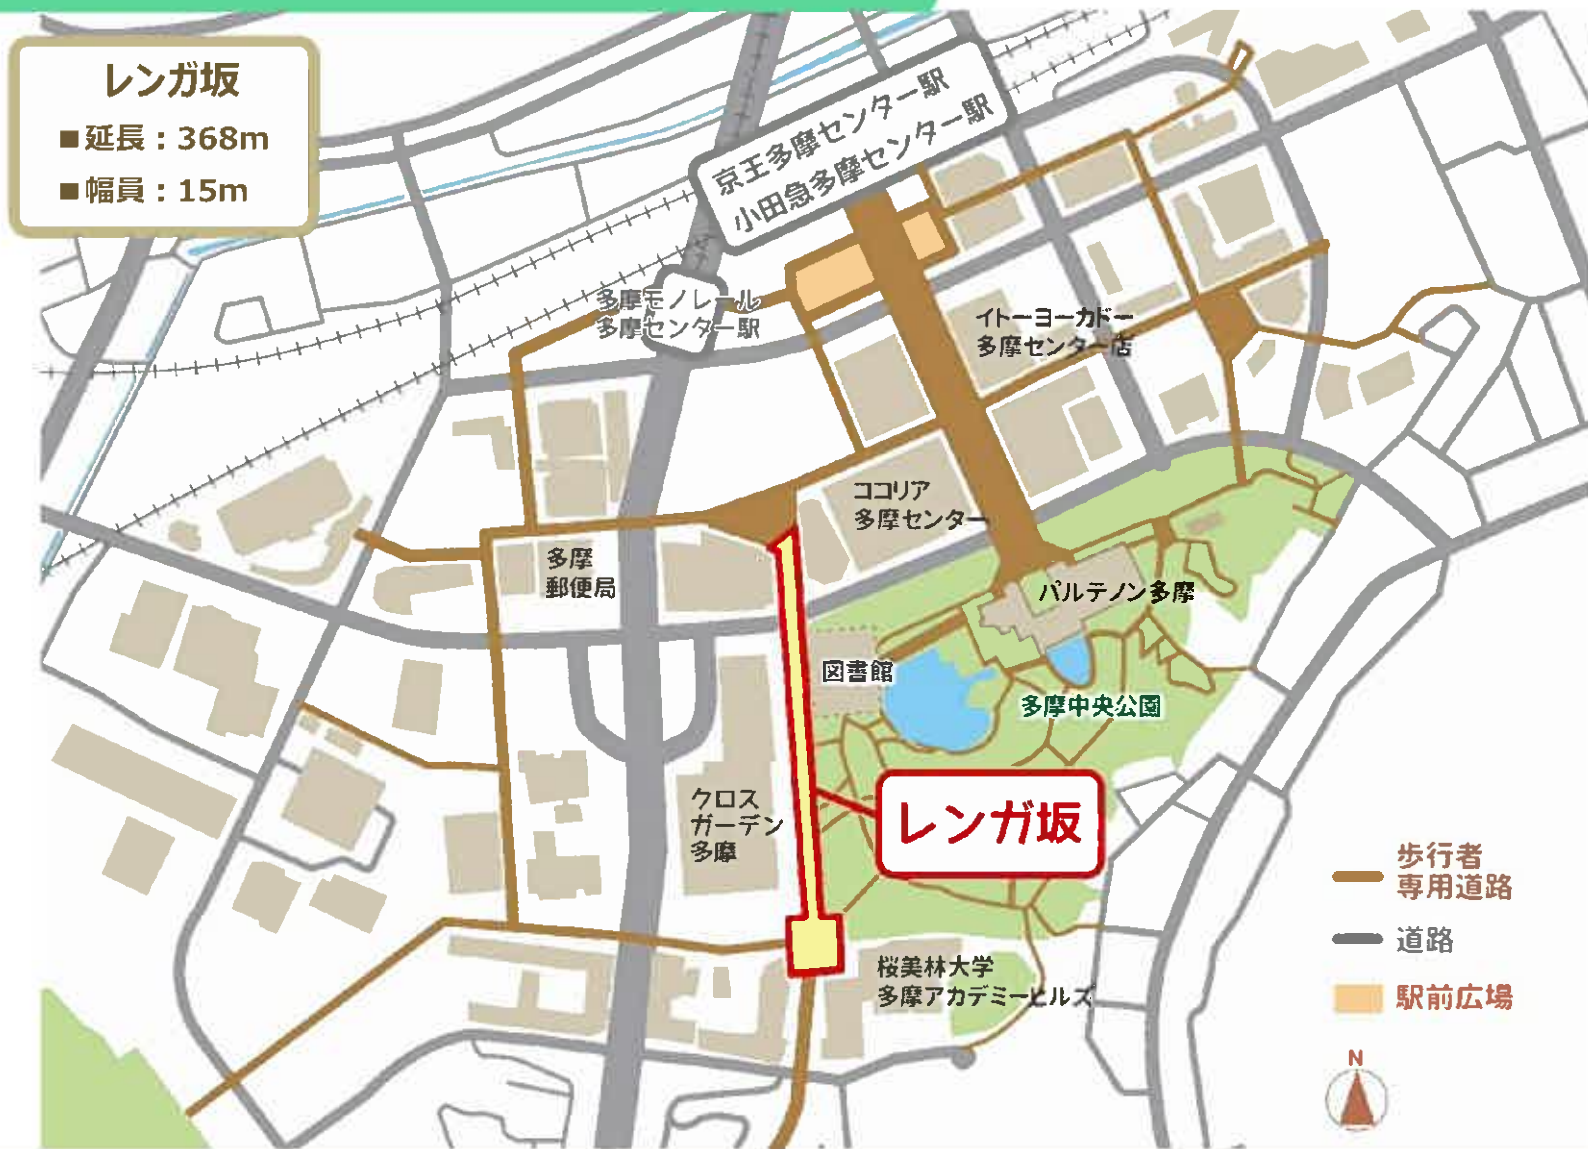 レンガ坂
■延長：368m
■幅員：15m
京王多摩センター駅
小田急多摩センター駅
多摩モノレール
多摩センター駅
イトーヨーカドー
多摩センター店
ココリア
多摩センター
多摩
郵便局
パルテノン多摩
図書館
多摩中央公園
クロス
ガーデン
多摩
レンガ坂
桜美林大学
多摩アカデミーヒルズ
歩行者
専用道路
道路
駅前広場
N